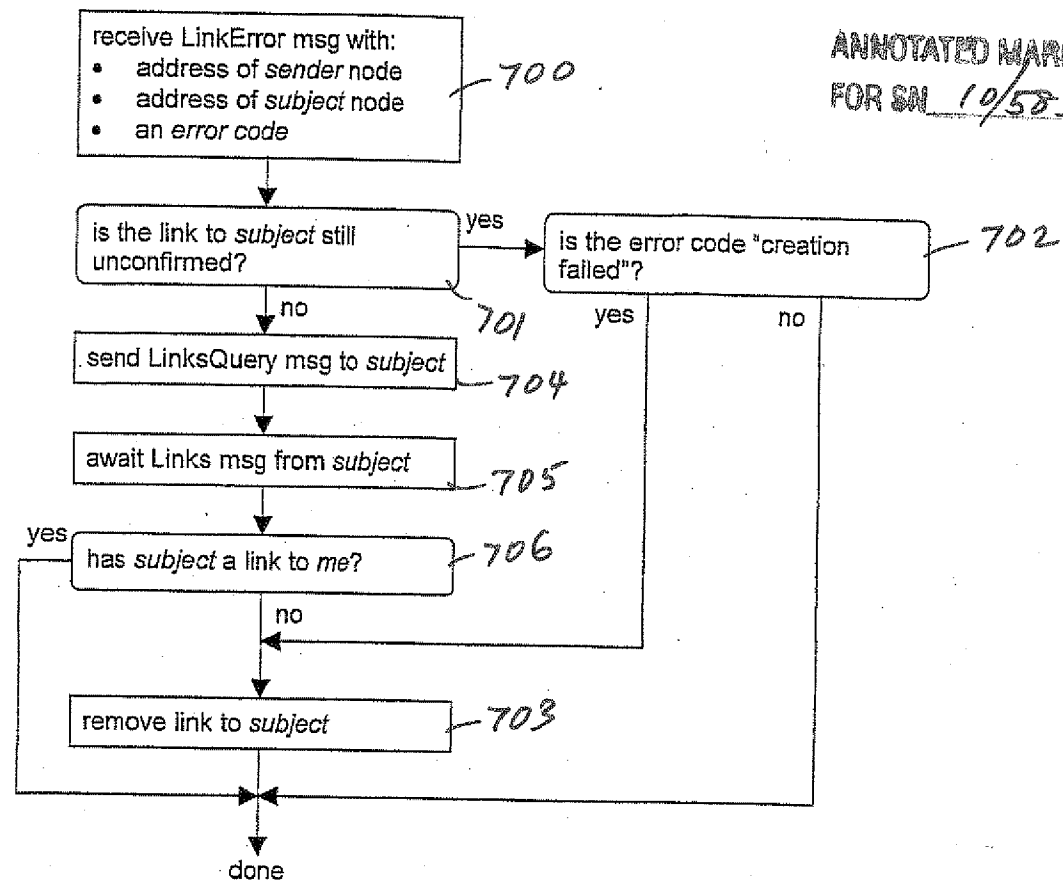 receive LinkError msg with:
• address of sender node
• address of subject node
• an error code
700
ANNOTATED
FOR SN 10/58
is the link to subject still
unconfirmed?
701
yes
is the error code "creation
failed"?
702
no
yes
no
send LinksQuery msg to subject
704
await Links msg from subject
705
yes
has subject a link to me?
706
no
remove link to subject
703
done